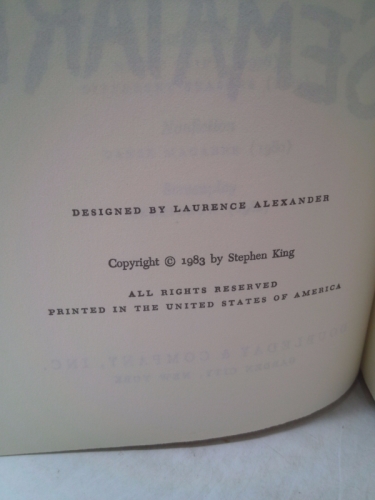 DESIGNED BY LAURENCE ALEXANDER
Copyright © 1983 by Stephen King
ALL RIGHTS RESERVED
PRINTED IN THE UNITED STATES OF AMERICA